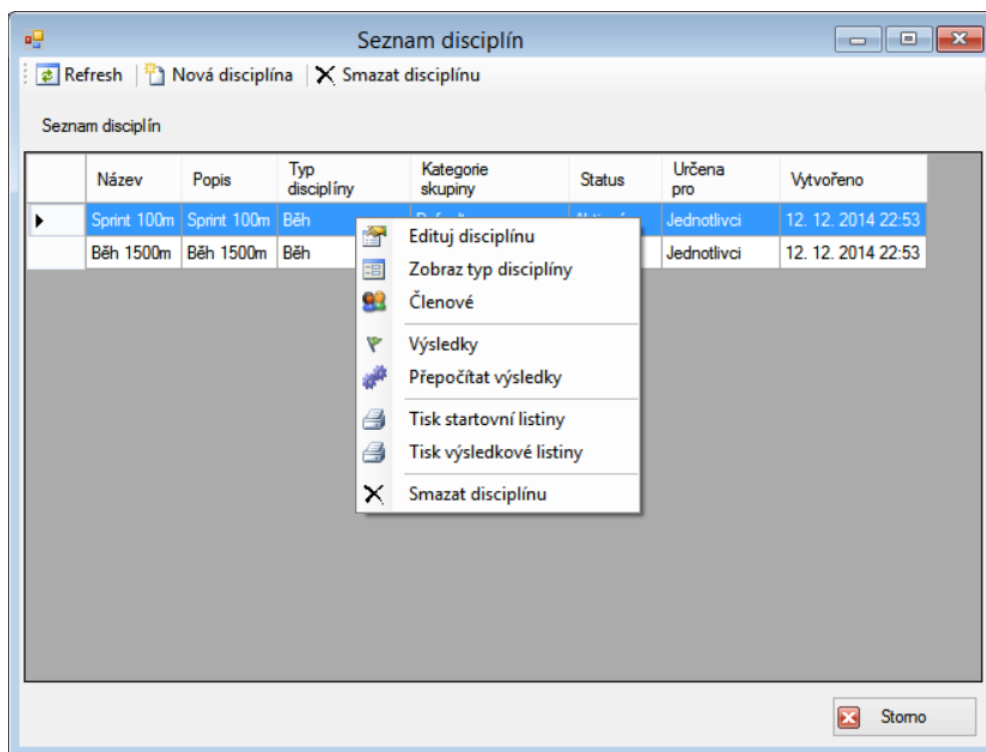 Seznam disciplín
Refresh Nová disciplína Smazat disciplínu
Seznam disciplín
Název Popis Typ disciplíny Kategorie skupiny Status Určena pro Vytvořeno
Sprint 100m Sprint 100m Běh Jednotlivci 12. 12. 2014 22:53
Běh 1500m Běh 1500m Běh Jednotlivci 12. 12. 2014 22:53
Edituj disciplínu
Zobraz typ disciplíny
Členové
Výsledky
Přepočítat výsledky
Tisk startovní listiny
Tisk výsledkové listiny
Smazat disciplínu
Storno